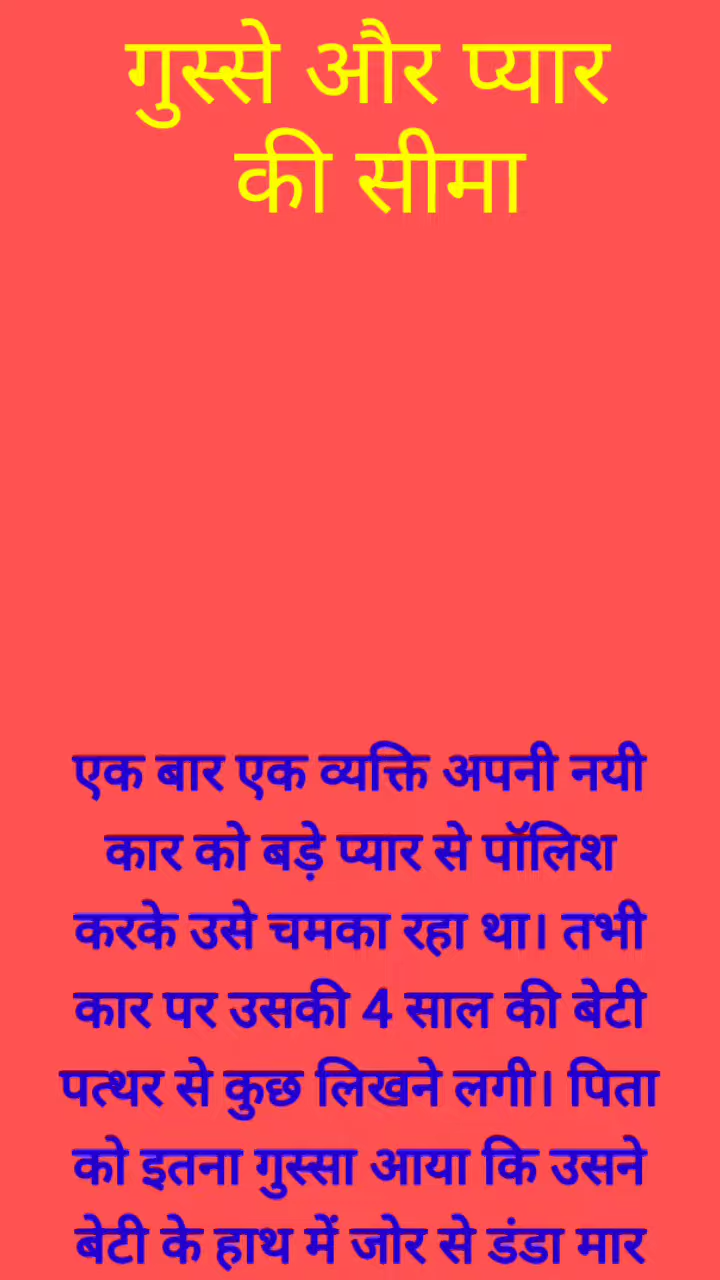 गुस्से और प्यार
की सीमा
एक बार एक व्यक्ति अपनी नयी
कार को बड़े प्यार से पॉलिश
करके उसे चमका रहा था। तभी
कार पर उसकी 4 साल की बेटी
पत्थर से कुछ लिखने लगी। पिता
को इतना गुस्सा आया कि उसने
बेटी के हाथ में जोर से डंडा मार